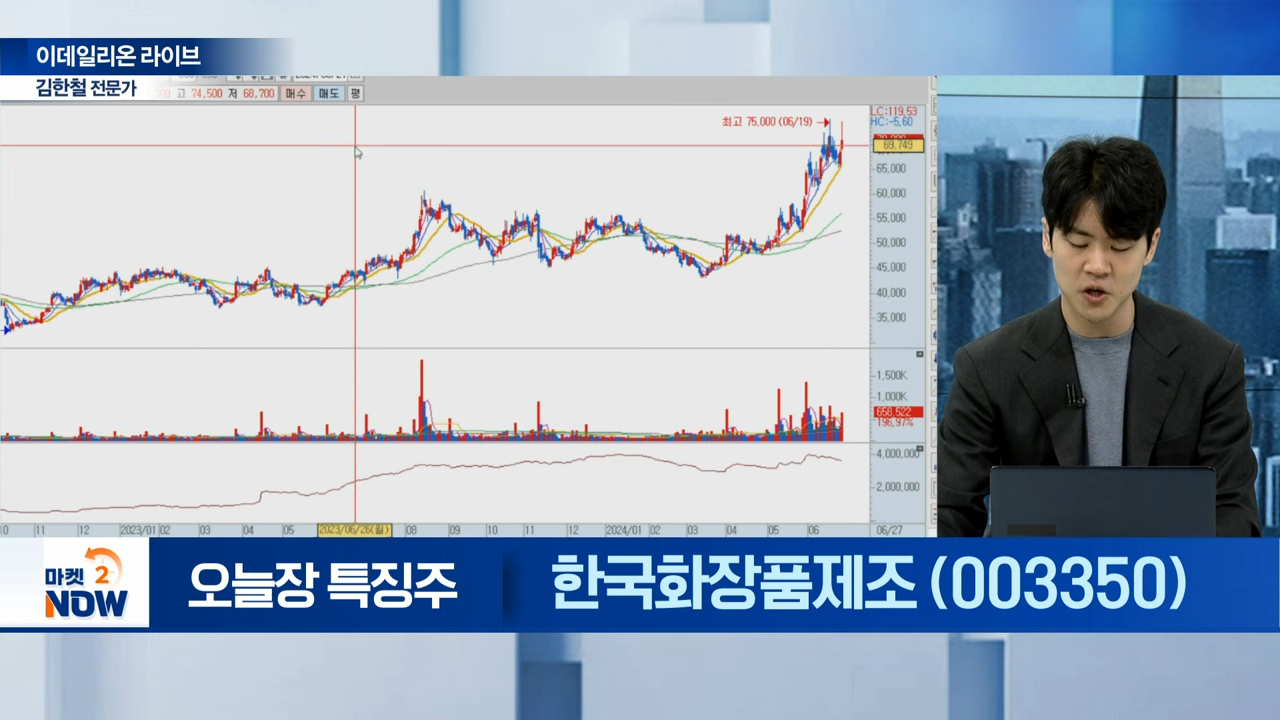 이데일리온 라이브
김한철 전문가
고 74,500 저 68,700 매수 매도 평
LC:119,53
최고 75,000 (06/19)
HC:-5,60
69,749
65,000
60,000
55,000
50,000
45,000
40,000
35,000
1,500K
1,000K
658,522
196,97%
4,000,000
2,000,000
10 11 12 2023/01 02 03 04 05 2023/06/26(월) 08 09 10 11 12 2024/01 02 03 04 05 06 06/27
마켓 2
NOW
오늘장 특징주
한국화장품제조 (003350)